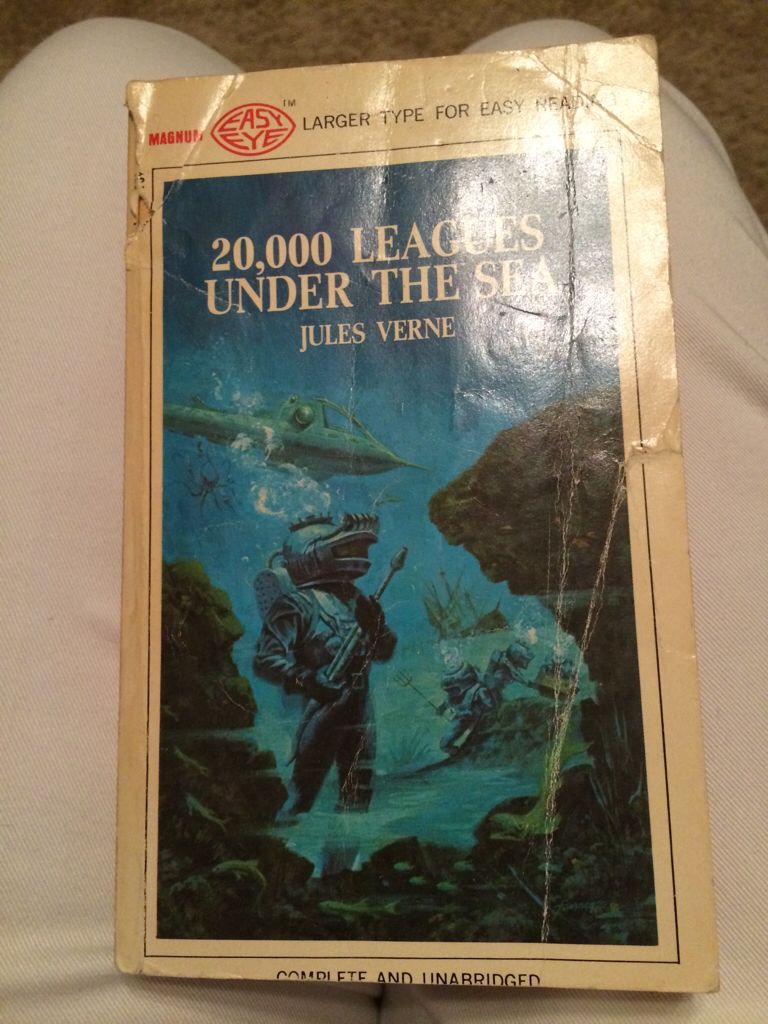 MAGNUM EASY EYE ™ LARGER TYPE FOR EASY READING
20,000 LEAGUES
UNDER THE SEA
JULES VERNE
COMPLETE AND UNABRIDGED